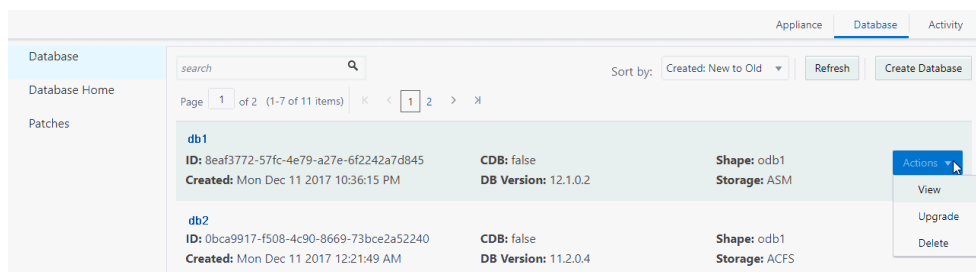 Appliance Database Activity
Database
Database Home
Patches
search
Sort by: Created: New to Old Refresh Create Database
Page 1 of 2 (1-7 of 11 items) 1 2
db1
ID: 8eaf3772-57fc-4e79-a27e-6f2242a7d845 CDB: false Shape: odb1
Created: Mon Dec 11 2017 10:36:15 PM DB Version: 12.1.0.2 Storage: ASM
Actions
View
Upgrade
Delete
db2
ID: 0bca9917-f508-4c90-8669-73bce2a52240 CDB: false Shape: odb1
Created: Mon Dec 11 2017 12:21:49 AM DB Version: 11.2.0.4 Storage: ACFS